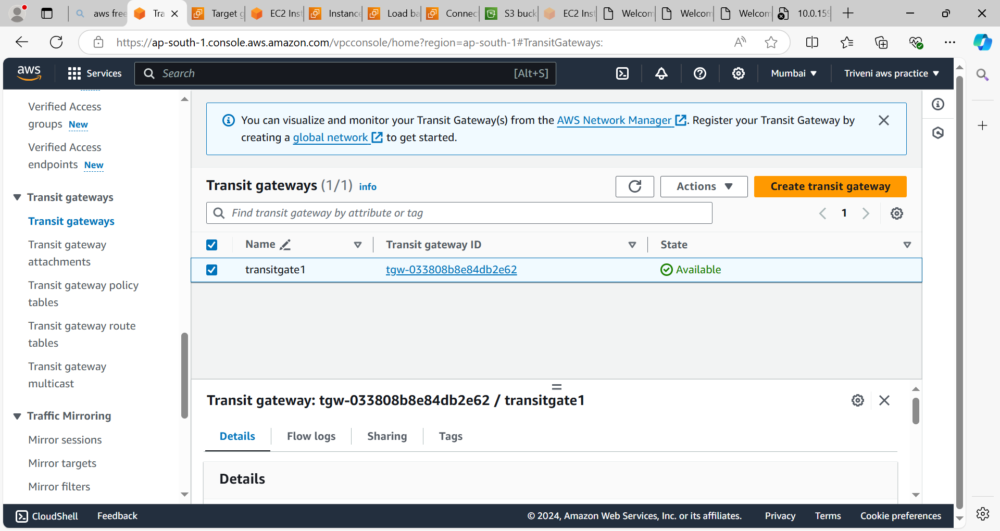 aws free
Tra
Target g
EC2 Inst
Instance
Load ba
Connec
S3 buck
EC2 Inst
Welcom
Welcom
Welcom
10.0.159
https://ap-south-1.console.aws.amazon.com/vpcconsole/home?region=ap-south-1#TransitGateways:
aws
Services
Search
[Alt+S]
Mumbai
Triveni aws practice
Verified Access
groups New
Verified Access
endpoints New
Transit gateways
Transit gateways
Transit gateway
attachments
Transit gateway policy
tables
Transit gateway route
tables
Transit gateway
multicast
Traffic Mirroring
Mirror sessions
Mirror targets
Mirror filters
You can visualize and monitor your Transit Gateway(s) from the AWS Network Manager. Register your Transit Gateway by
creating a global network to get started.
Transit gateways (1/1) info
Actions
Create transit gateway
Find transit gateway by attribute or tag
1
Name
Transit gateway ID
State
transitgate1
tgw-033808b8e84db2e62
Available
Transit gateway: tgw-033808b8e84db2e62 / transitgate1
Details
Flow logs
Sharing
Tags
Details
CloudShell
Feedback
© 2024, Amazon Web Services, Inc. or its affiliates.
Privacy
Terms
Cookie preferences